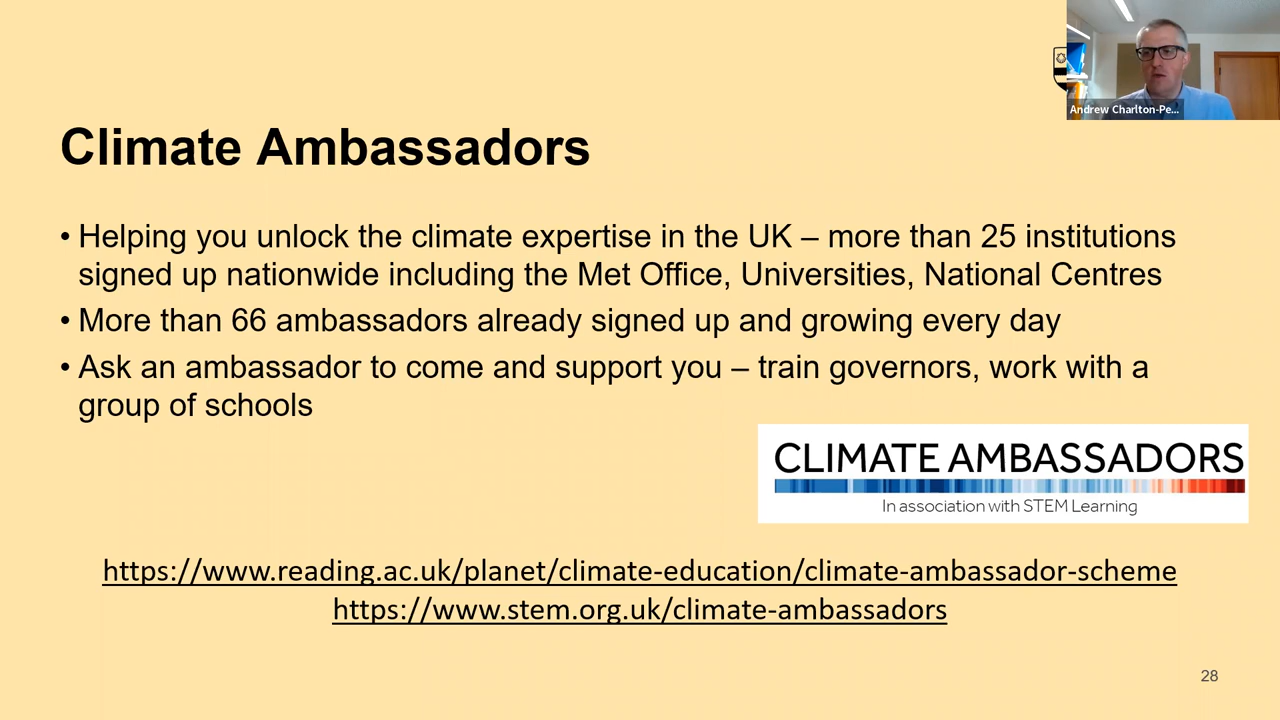 Andrew Charlton-Pe...
Climate Ambassadors
• Helping you unlock the climate expertise in the UK – more than 25 institutions
signed up nationwide including the Met Office, Universities, National Centres
• More than 66 ambassadors already signed up and growing every day
• Ask an ambassador to come and support you – train governors, work with a
group of schools
CLIMATE AMBASSADORS
In association with STEM Learning
https://www.reading.ac.uk/planet/climate-education/climate-ambassador-scheme
https://www.stem.org.uk/climate-ambassadors
28